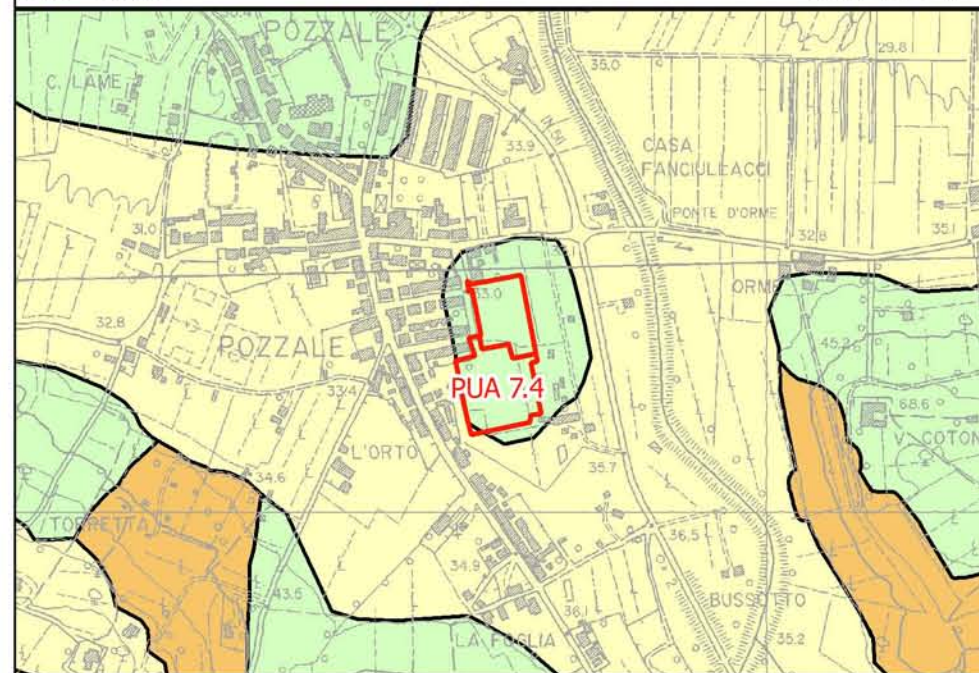 POZZALE
29.8
C. LAME
35.0
33.9
CASA
FANCIULLACCI
PONTE D'ORME
31.0
32.8
35.1
33.0
ORME
32.8
45.2
POZZALE
PUA 7.4
33.4
68.6
V. COTON
L'ORTO
35.7
34.6
TORRETTA
36.5
34.9
43.5
BUSSOTTO
36.1
LA FOGLIA
35.2